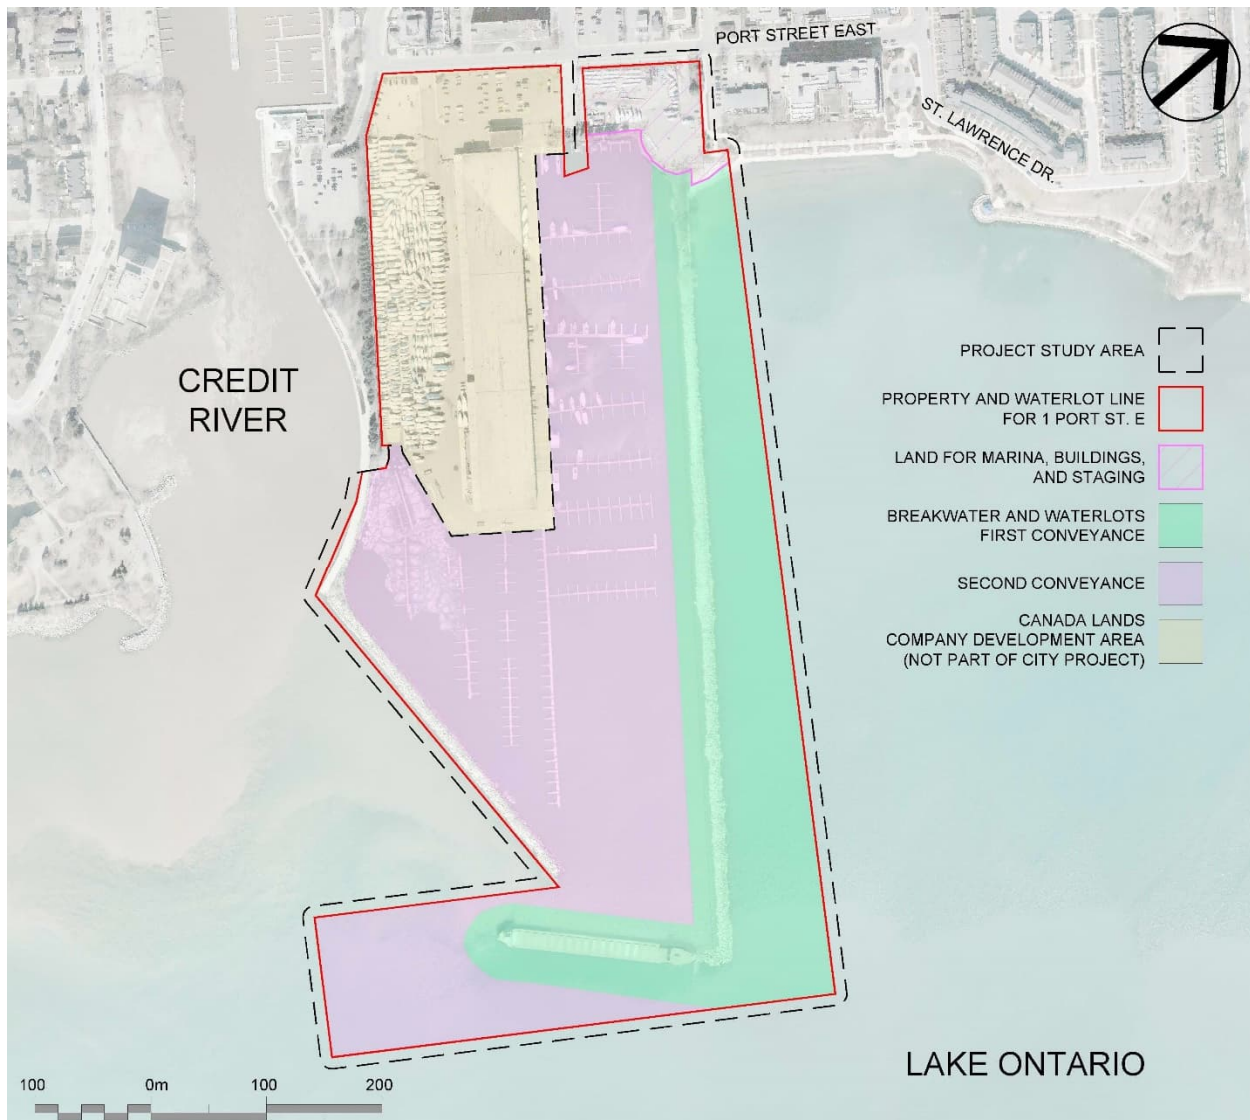 PORT STREET EAST
ST. LAWRENCE DR.
CREDIT
RIVER
PROJECT STUDY AREA
PROPERTY AND WATERLOT LINE
FOR 1 PORT ST. E
LAND FOR MARINA, BUILDINGS,
AND STAGING
BREAKWATER AND WATERLOTS
FIRST CONVEYANCE
SECOND CONVEYANCE
CANADA LANDS
COMPANY DEVELOPMENT AREA
(NOT PART OF CITY PROJECT)
LAKE ONTARIO
100 0m 100 200